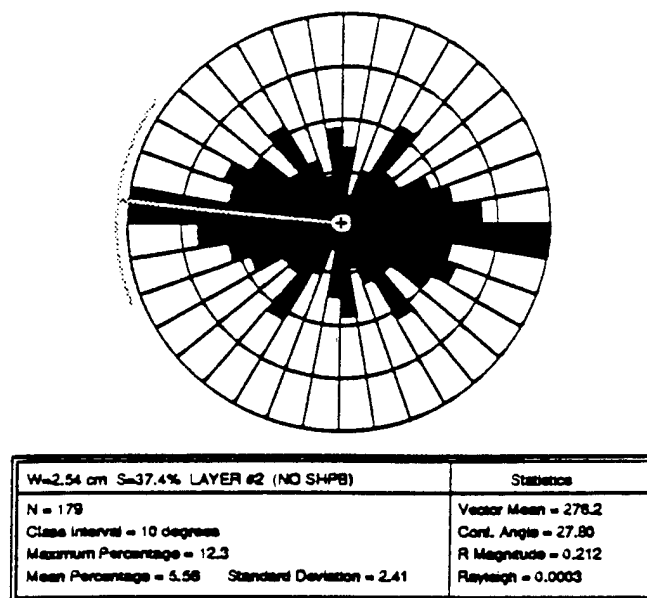 W=2.54 cm S=37.4% LAYER #2 (NO SHPB)
Statistics
N = 179
Class Interval = 10 degrees
Maximum Percentage = 12.3
Mean Percentage = 5.56 Standard Deviation = 2.41
Vector Mean = 276.2
Conf. Angle = 27.80
R Magnitude = 0.212
Rayleigh = 0.0003